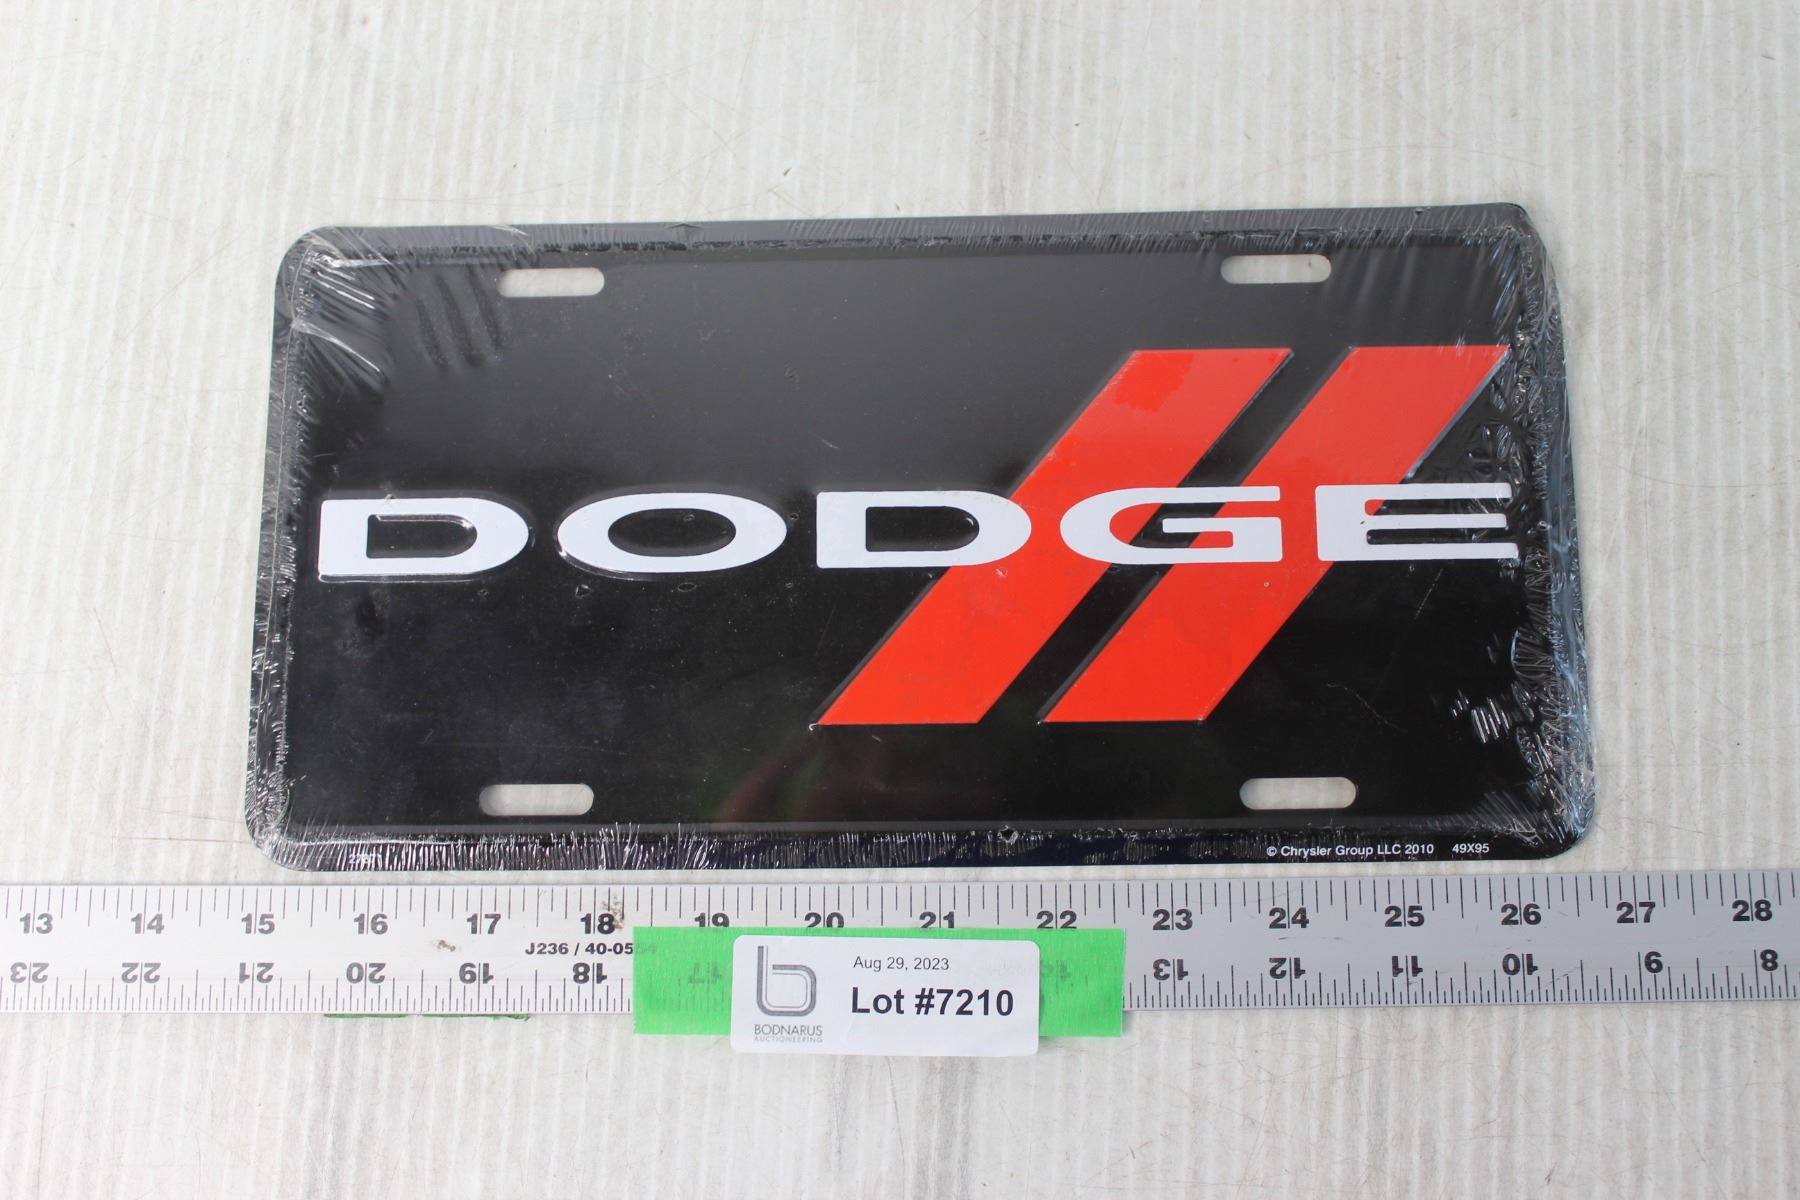 DODGE
© Chrysler Group LLC 2010 49X95
13 14 15 16 17 18 19 20 21 22 23 24 25 26 27 28
J236 / 40-0554
23 22 21 20 19 18 17 13 12 11 10 9 8
b
Aug 29, 2023
Lot #7210
BODNARUS
AUCTIONEERING